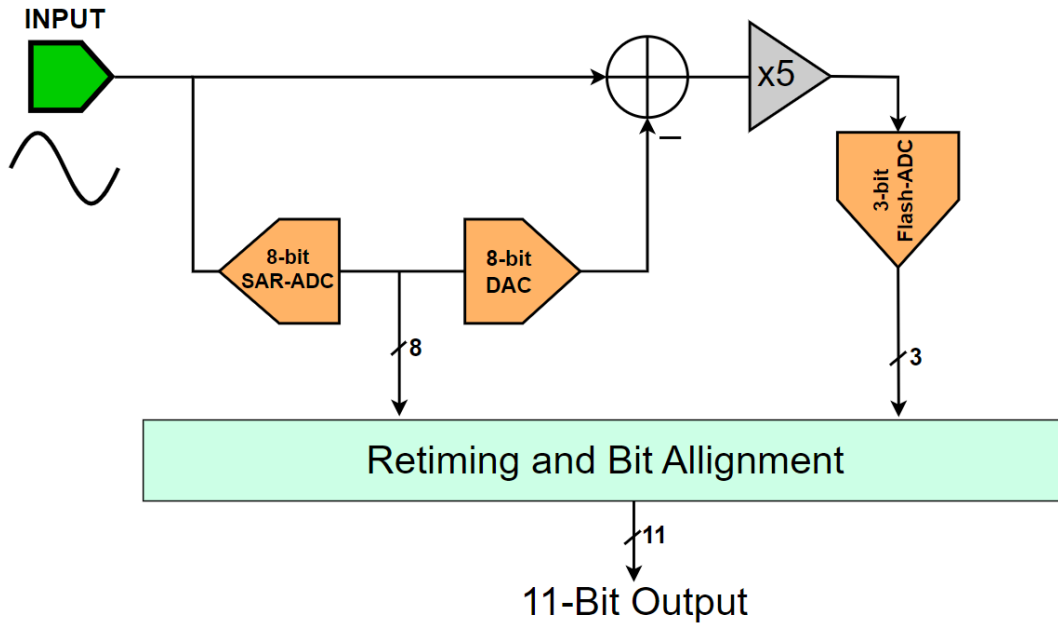 INPUT
x5
3-bit
Flash-ADC
8-bit
SAR-ADC
8-bit
DAC
8
3
Retiming and Bit Allignment
11
11-Bit Output